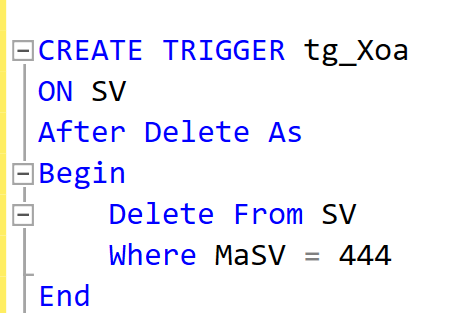 CREATE TRIGGER tg_Xoa
ON SV
After Delete As
Begin
Delete From SV
Where MaSV = 444
End